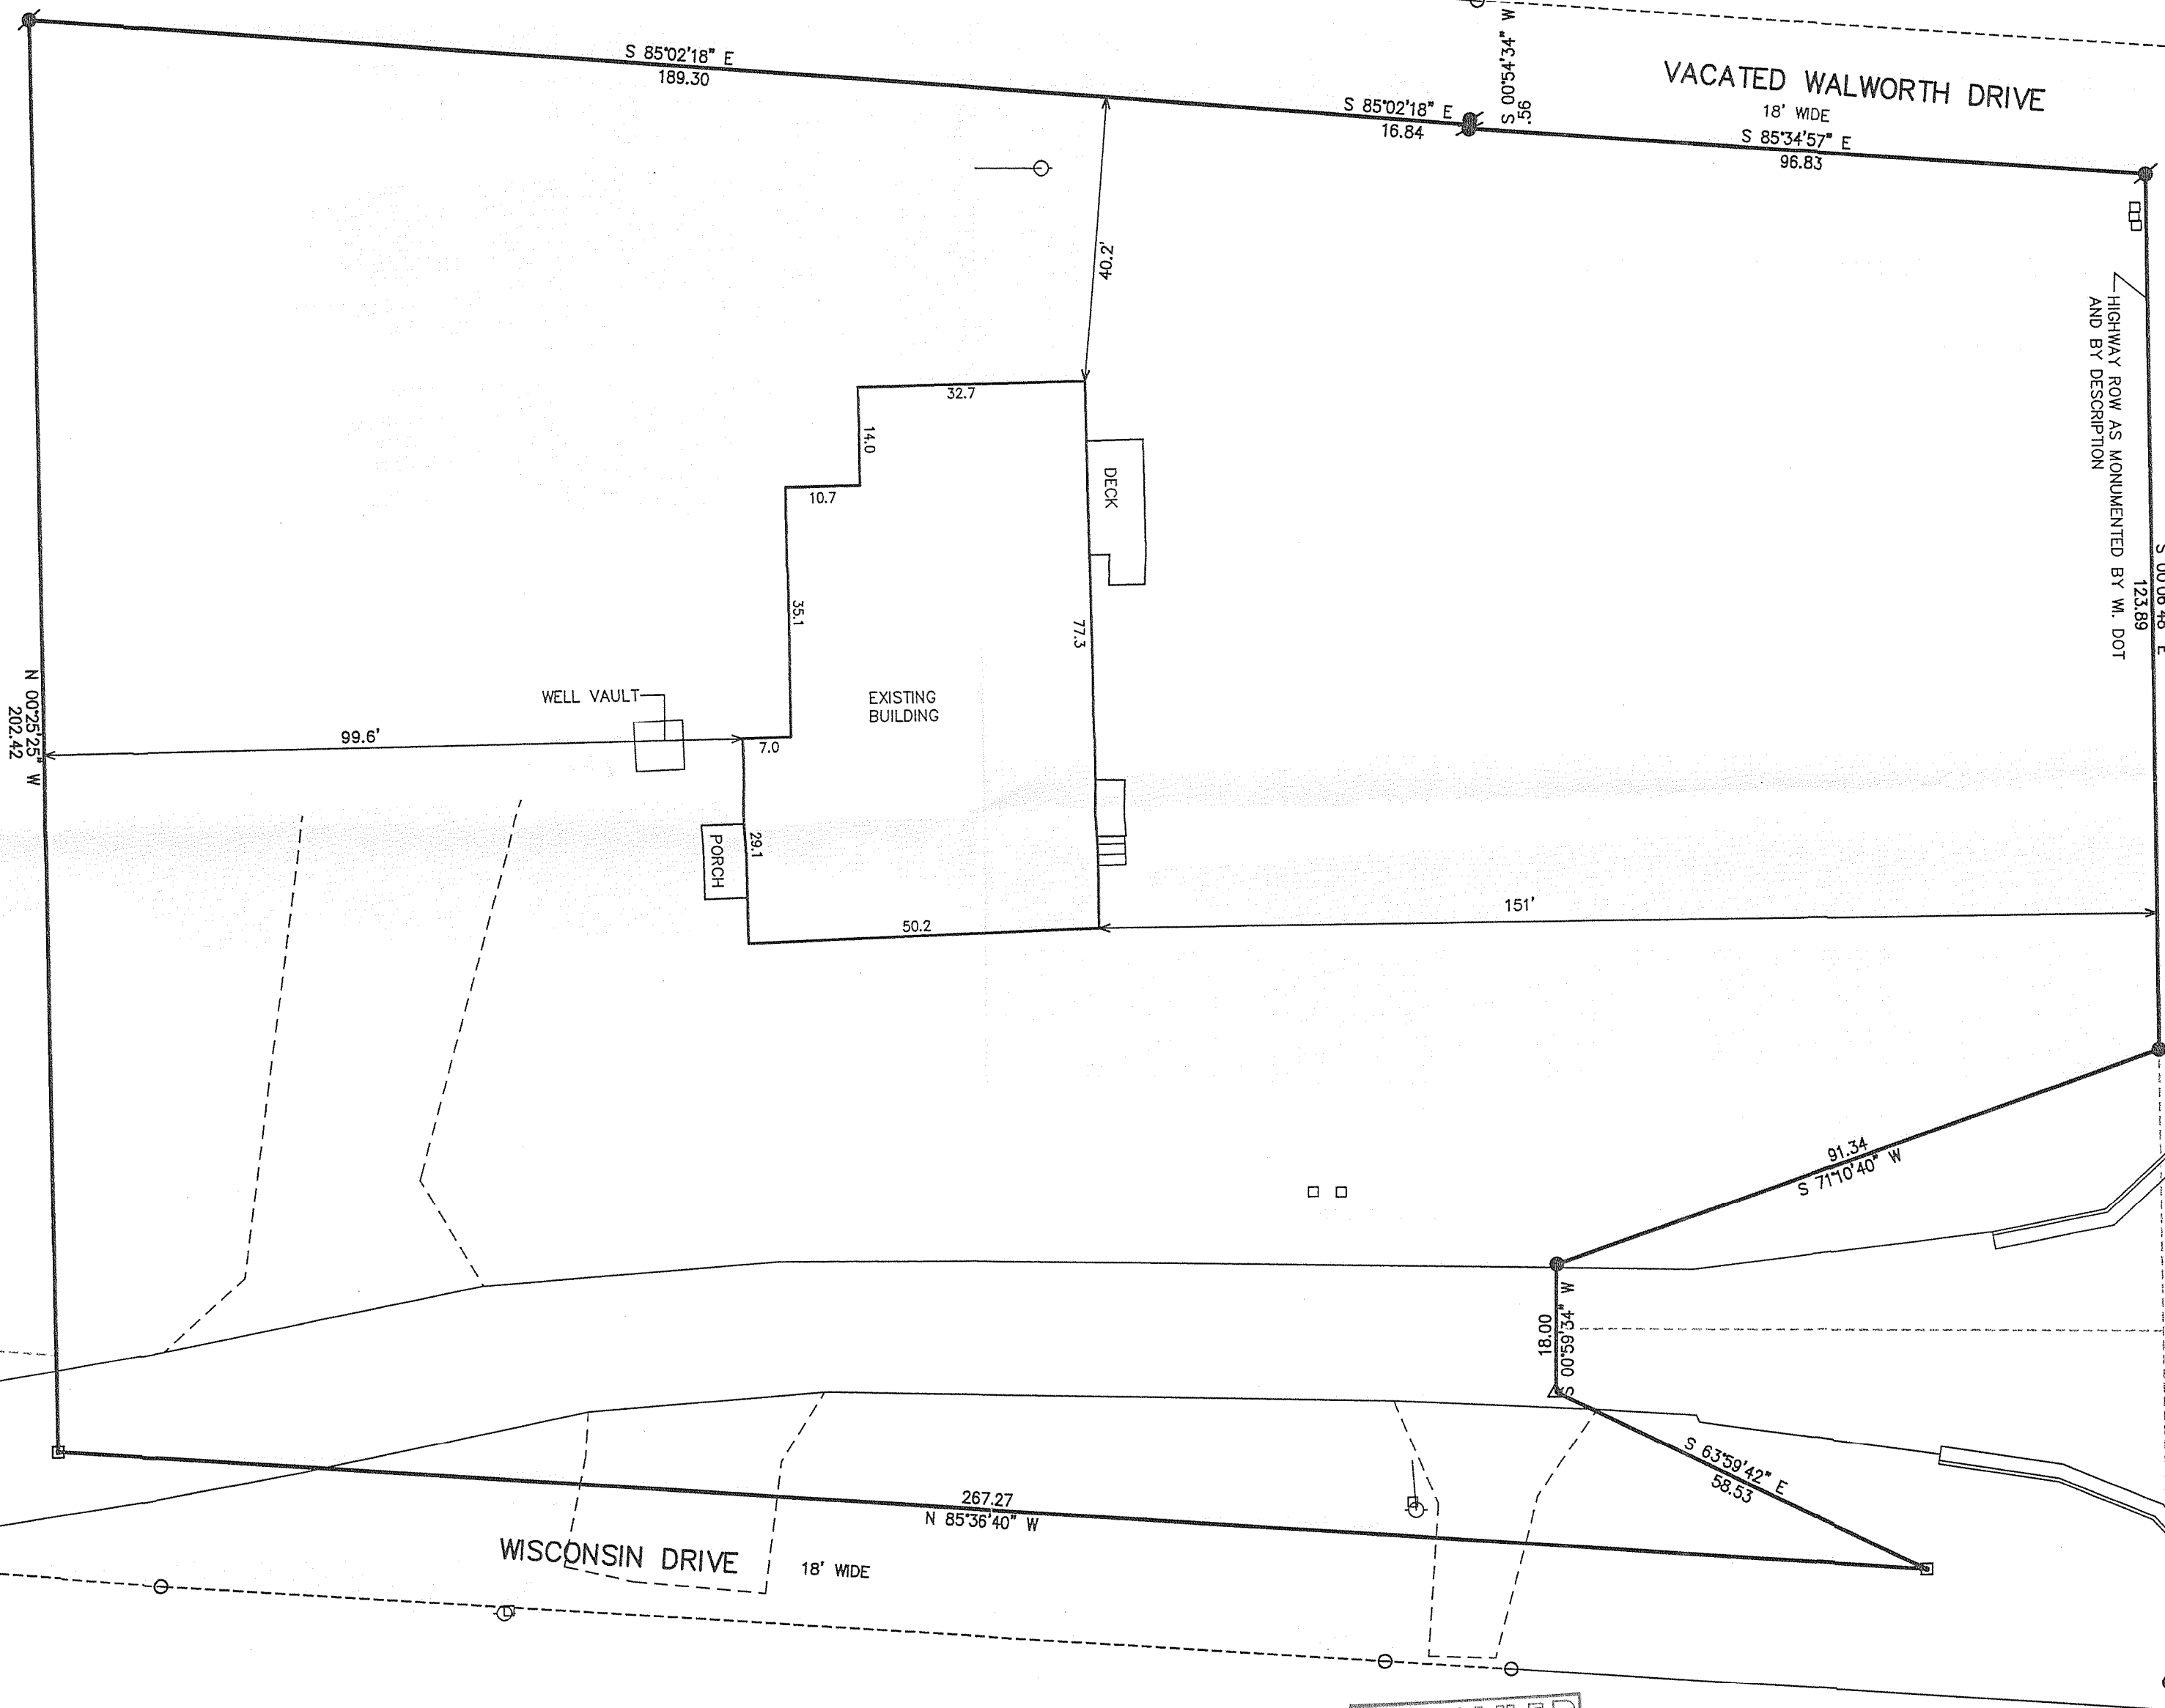 S 85°02'18" E
189.30
S 85°02'18" E
16.84
S 00°54'34" W
.56
VACATED WALWORTH DRIVE
18' WIDE
S 85°34'57" E
96.83
40.2'
HIGHWAY ROW AS MONUMENTED BY WI. DOT
AND BY DESCRIPTION
123.89
32.7
14.0
10.7
DECK
35.1
77.3
EXISTING
BUILDING
WELL VAULT
N 00°25'25" W
202.42
99.6'
7.0
29.1
PORCH
50.2
151'
91.34
S 71°10'40" W
18.00
S 00°59'34" W
S 63°59'42" E
58.53
267.27
N 85°36'40" W
WISCONSIN DRIVE
18' WIDE